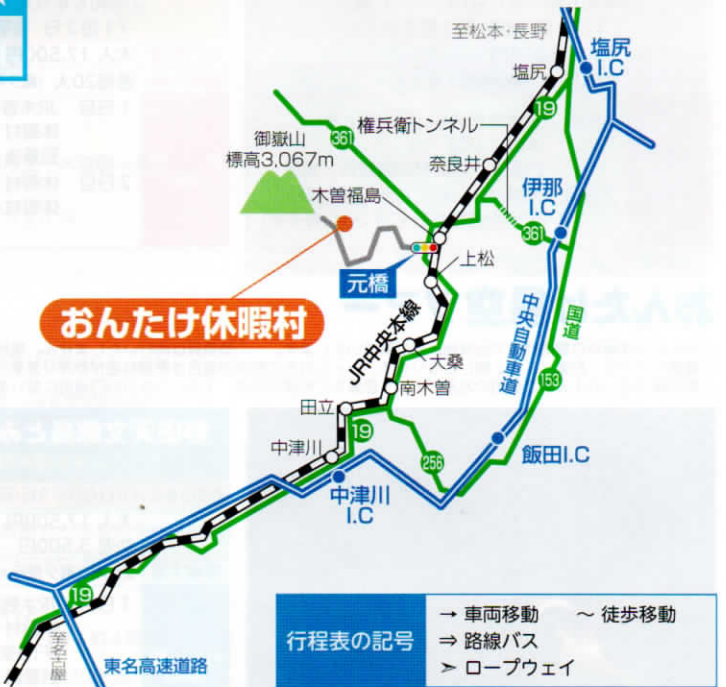 至松本・長野
塩尻
塩尻
I.C
19
権兵衛トンネル
御嶽山
標高3,067m
361
奈良井
木曽福島
伊那
I.C
361
元橋
上松
おんたけ休暇村
JR中央本線
中央自動車道
国道
大桑
南木曽
153
田立
19
中津川
256
飯田I.C
中津川
I.C
19
至名古屋
東名高速道路
行程表の記号
→ 車両移動 ～ 徒歩移動
⇒ 路線バス
➢ ロープウェイ